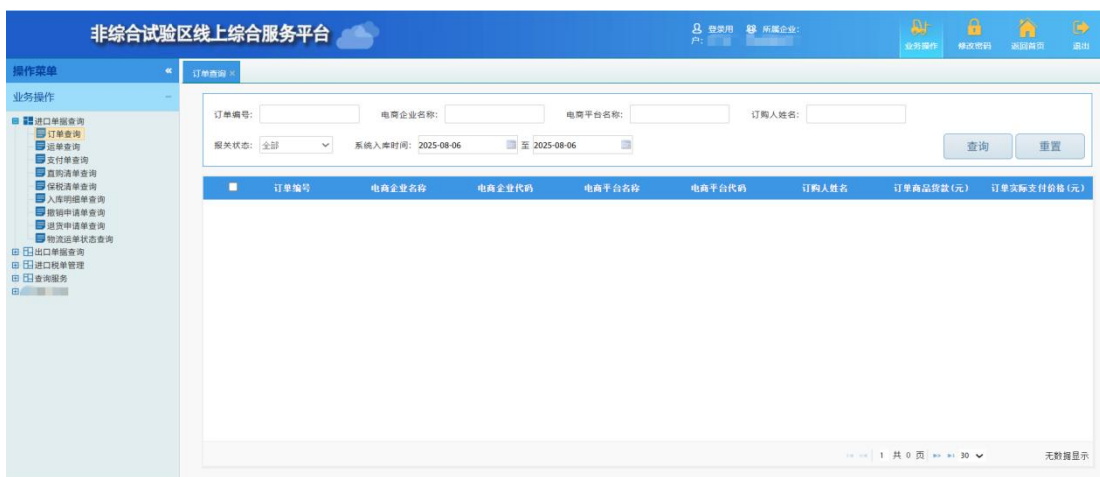 非综合试验区线上综合服务平台
登录用户:
所属企业:
业务操作 修改密码 返回首页 退出
操作菜单 «
订单查询 ×
业务操作 −
进口单据查询
订单查询
运单查询
支付单查询
直购清单查询
保税清单查询
入库明细单查询
撤销申请单查询
退货申请单查询
物流运单状态查询
出口单据查询
进口税单管理
查询服务
订单编号: 电商企业名称: 电商平台名称: 订购人姓名:
报关状态: 全部 系统入库时间: 2025-08-06 至 2025-08-06 查询 重置
订单编号 电商企业名称 电商企业代码 电商平台名称 电商平台代码 订购人姓名 订单商品货款(元) 订单实际支付价格(元)
1 共 0 页 30 无数据显示